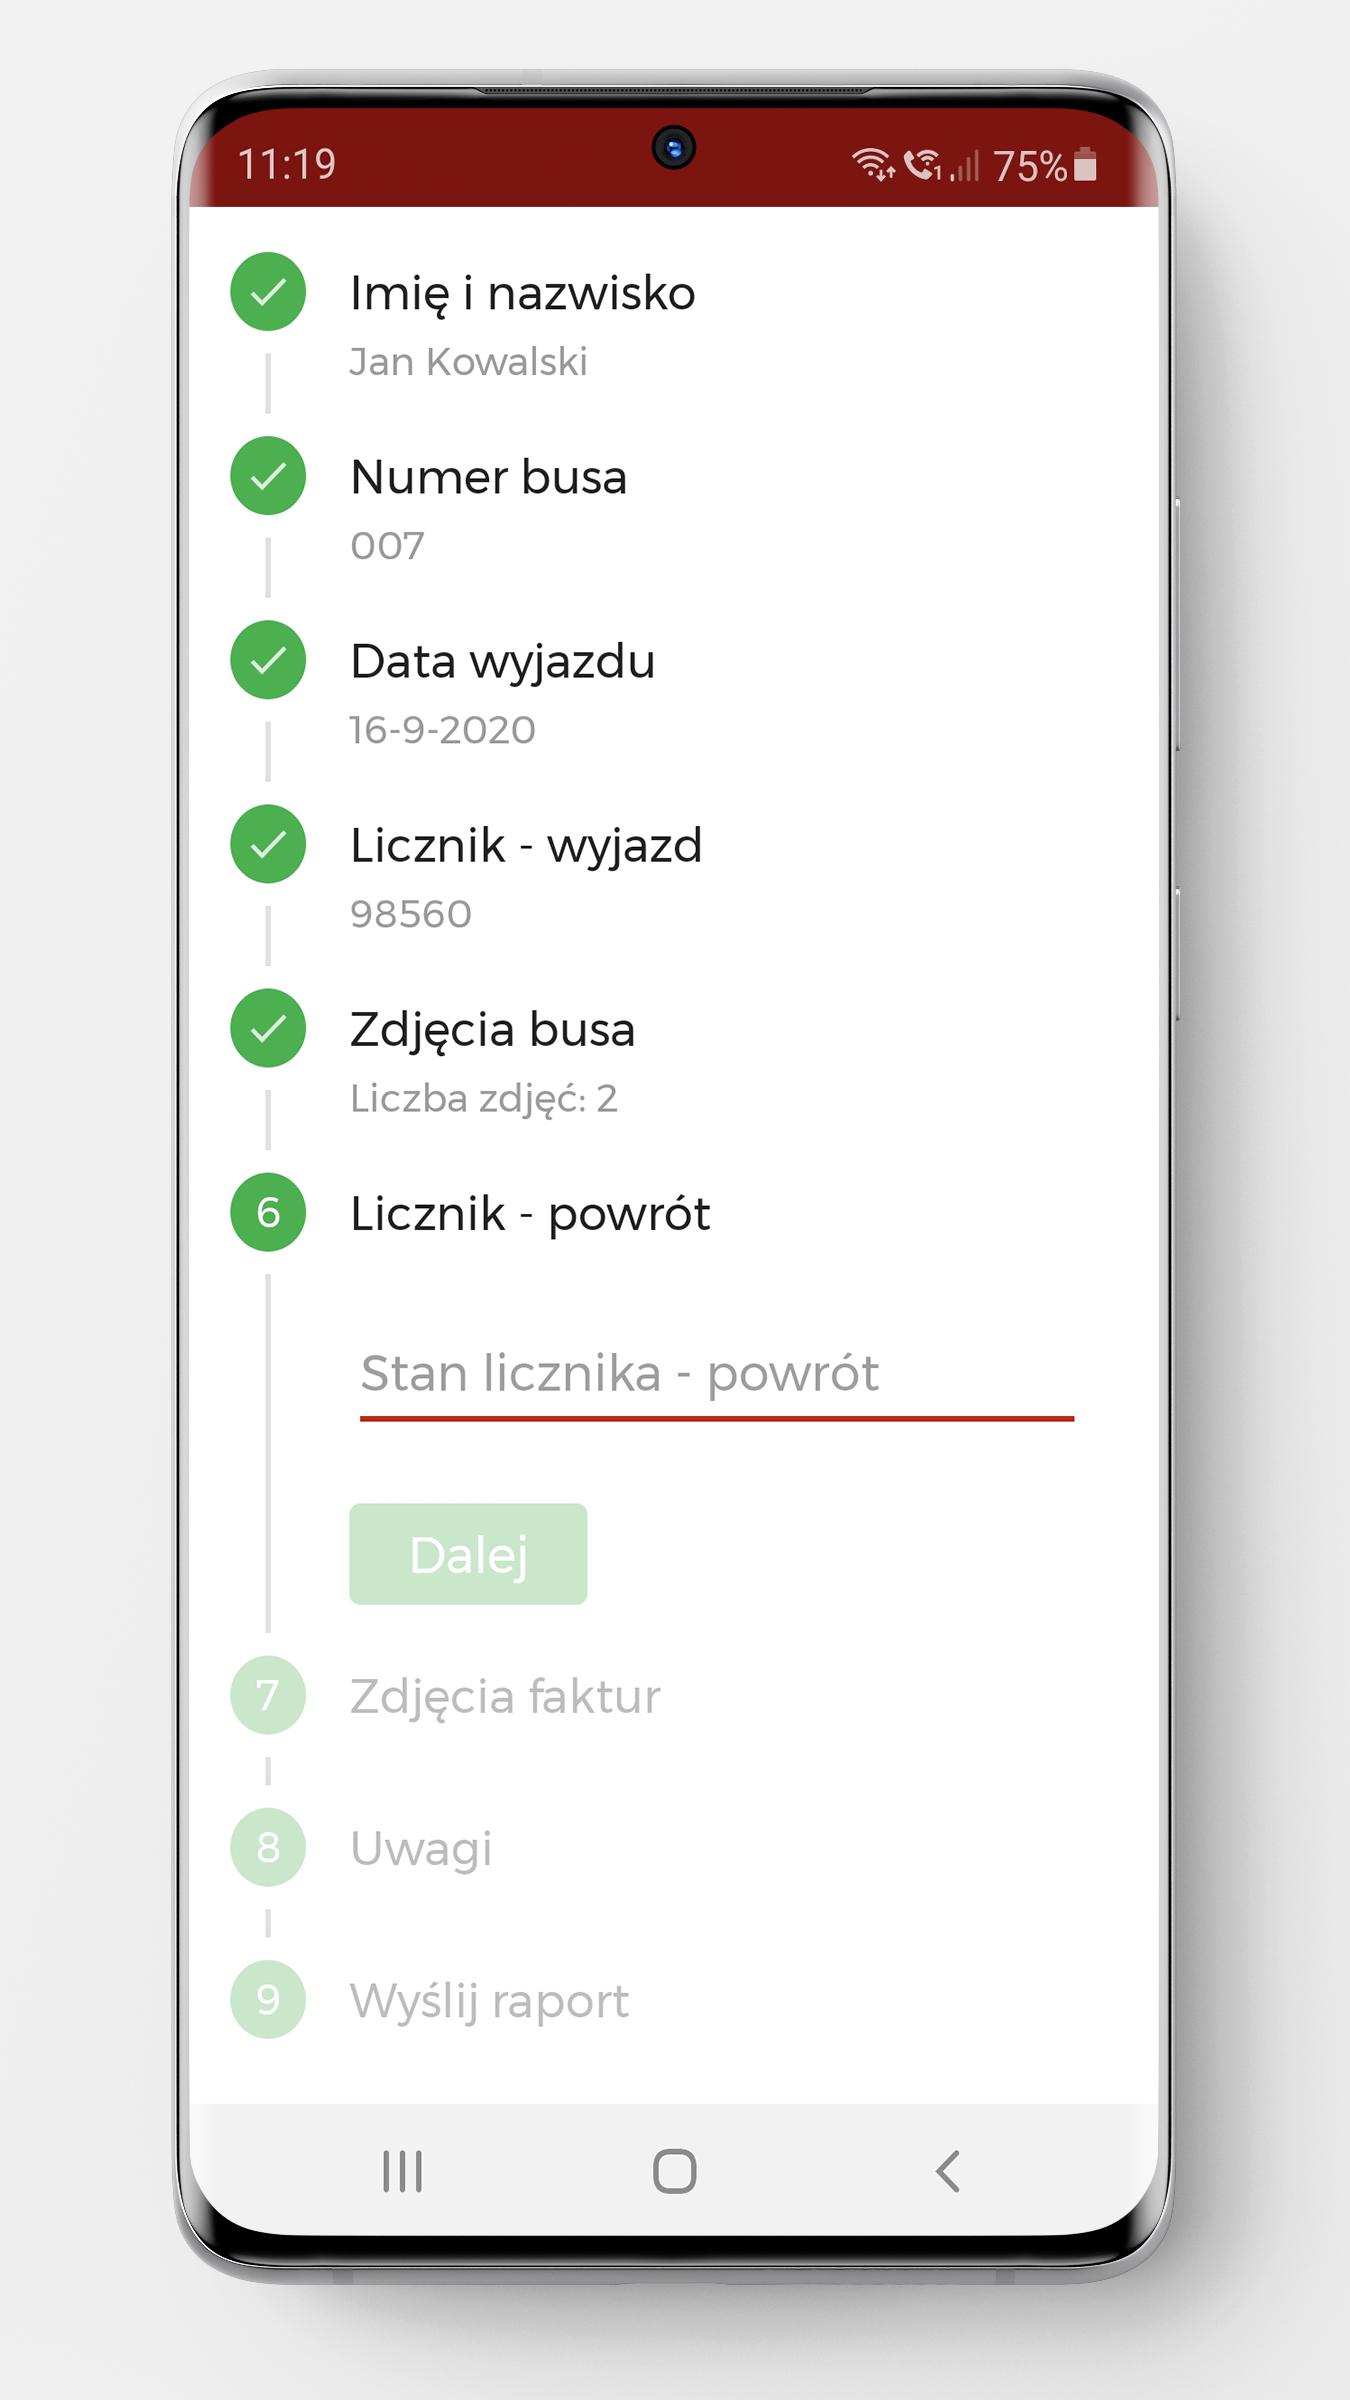 11:19
1 75%
Imię i nazwisko
Jan Kowalski
Numer busa
007
Data wyjazdu
16-9-2020
Licznik - wyjazd
98560
Zdjęcia busa
Liczba zdjęć: 2
6 Licznik - powrót
Stan licznika - powrót
Dalej
7 Zdjęcia faktur
8 Uwagi
9 Wyślij raport